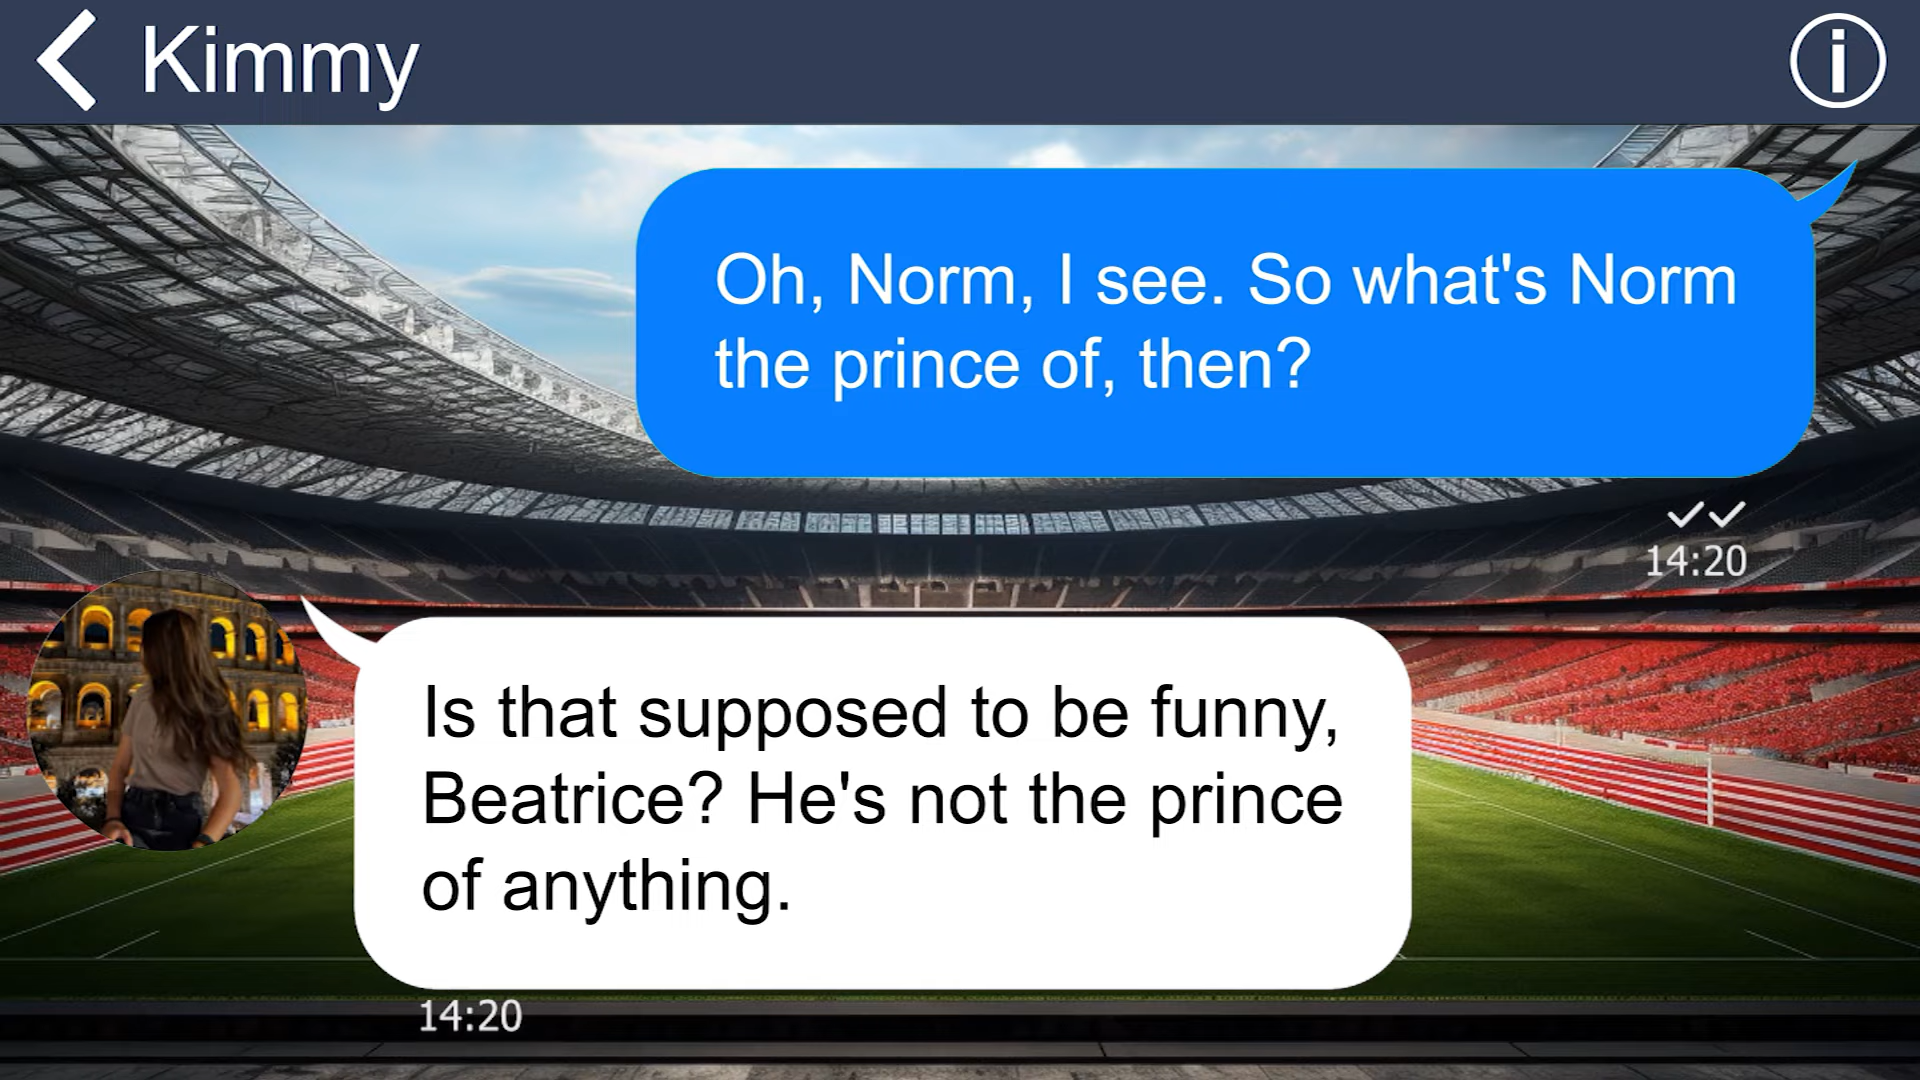 Kimmy
Oh, Norm, I see. So what's Norm
the prince of, then?
14:20
Is that supposed to be funny,
Beatrice? He's not the prince
of anything.
14:20